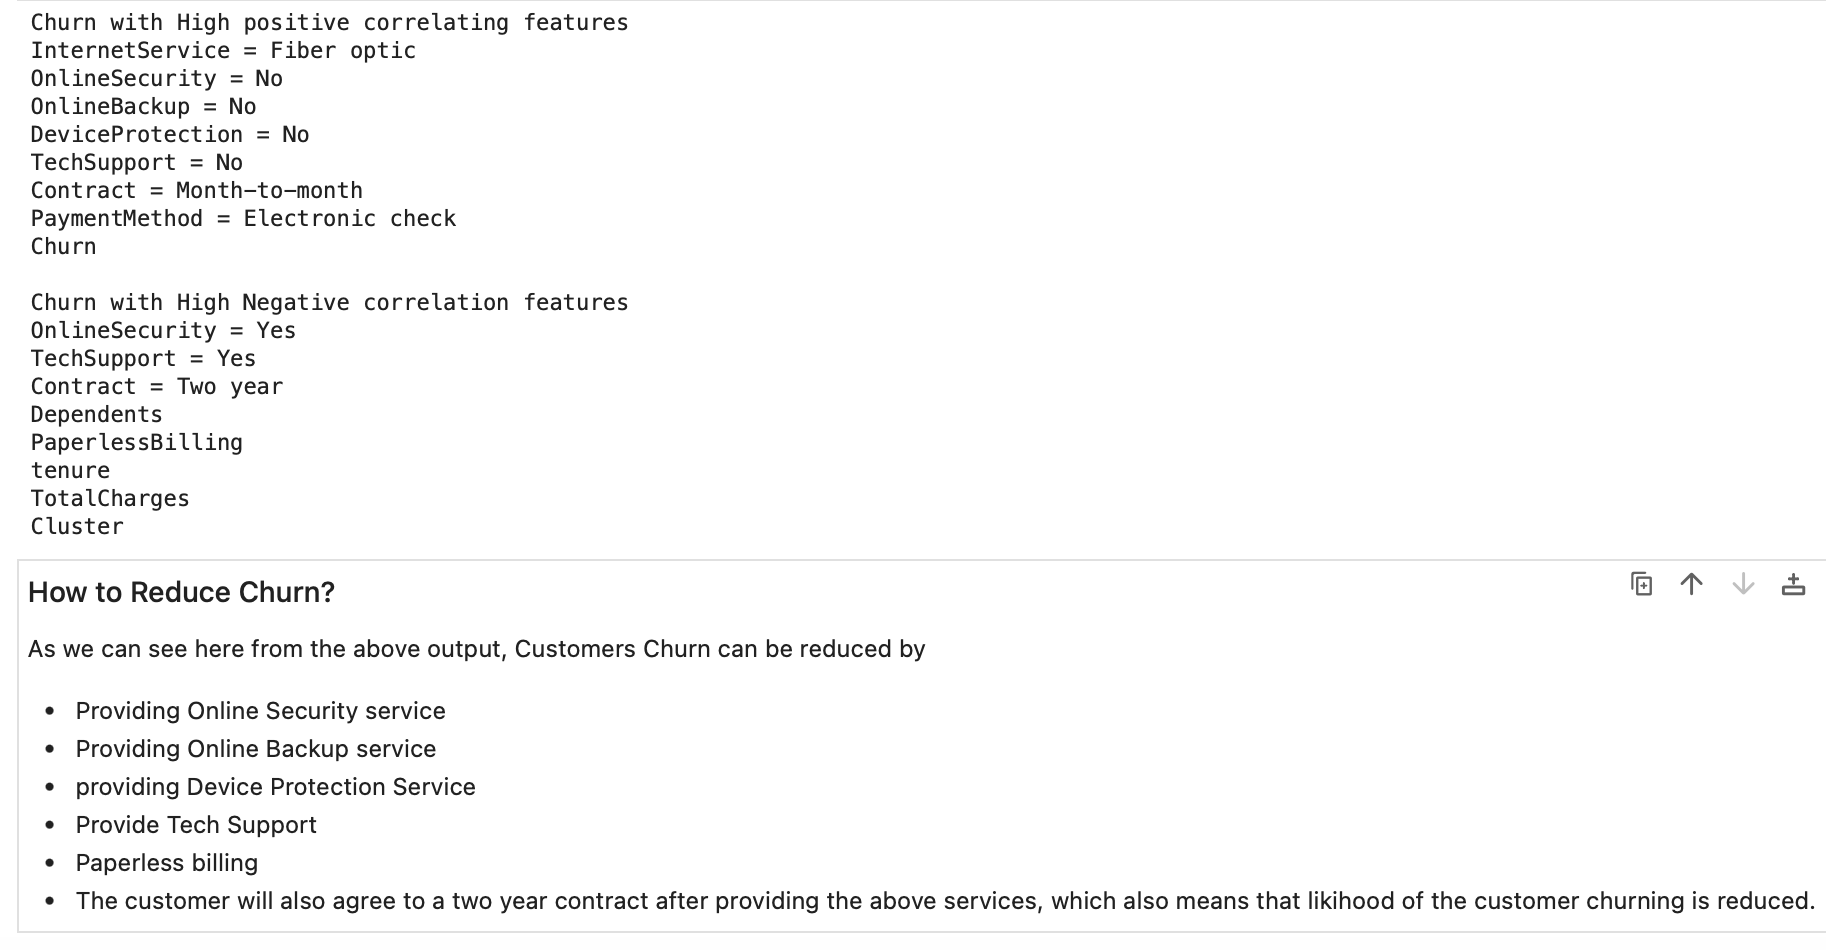 Churn with High positive correlating features
InternetService = Fiber optic
OnlineSecurity = No
OnlineBackup = No
DeviceProtection = No
TechSupport = No
Contract = Month-to-month
PaymentMethod = Electronic check
Churn
Churn with High Negative correlation features
OnlineSecurity = Yes
TechSupport = Yes
Contract = Two year
Dependents
PaperlessBilling
tenure
TotalCharges
Cluster
How to Reduce Churn?
As we can see here from the above output, Customers Churn can be reduced by
• Providing Online Security service
• Providing Online Backup service
• providing Device Protection Service
• Provide Tech Support
• Paperless billing
• The customer will also agree to a two year contract after providing the above services, which also means that likihood of the customer churning is reduced.